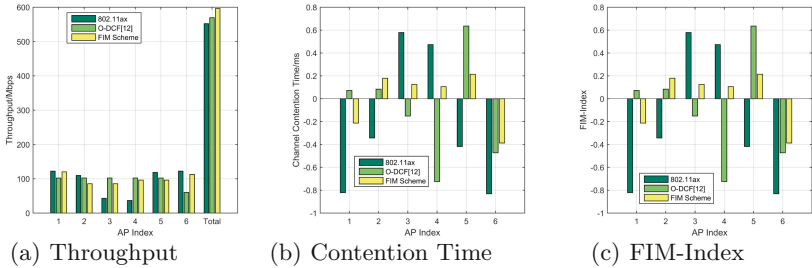 600
500
400
300
200
100
0
Throughput/Mbps
802.11ax
O-DCF[12]
FIM Scheme
1 2 3 4 5 6 Total
AP Index
(a) Throughput
0.8
0.6
0.4
0.2
0
-0.2
-0.4
-0.6
-0.8
-1
Channel Contention Time/ms
802.11ax
O-DCF[12]
FIM Scheme
1 2 3 4 5 6
AP Index
(b) Contention Time
0.8
0.6
0.4
0.2
0
-0.2
-0.4
-0.6
-0.8
-1
FIM-Index
802.11ax
O-DCF[12]
FIM Scheme
1 2 3 4 5 6
AP Index
(c) FIM-Index